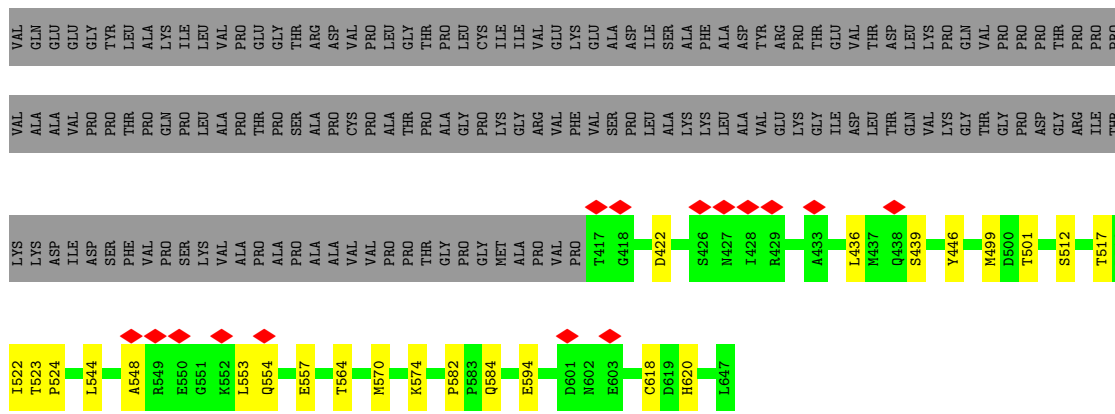 VAL GLN GLU GLU GLY TYR LEU ALA LYS ILE LEU VAL PRO GLU GLY THR ARG ASP VAL PRO LEU GLY THR PRO LEU CYS ILE ILE VAL GLU LYS GLU ALA ASP ILE SER ALA PHE ALA ASP TYR ARG PRO THR GLU VAL THR ASP LEU LYS PRO GLN VAL PRO PRO PRO THR PRO PRO PRO
VAL ALA ALA VAL PRO PRO THR PRO GLN PRO LEU ALA PRO THR PRO SER ALA PRO CYS PRO ALA THR PRO ALA GLY PRO LYS GLY ARG VAL PHE VAL SER PRO LEU ALA LYS LYS LEU ALA VAL GLU LYS GLY ILE ASP LEU THR GLN VAL LYS GLY THR GLY PRO ASP GLY ARG ILE THR
LYS LYS ASP ILE ASP SER PHE VAL PRO SER LYS VAL ALA PRO ALA PRO ALA ALA VAL VAL PRO PRO THR GLY PRO GLY MET ALA PRO VAL PRO T417 G418 D422 S426 N427 I428 R429 A433 L436 M437 Q438 S439 Y446 M499 D500 T501 S512 T517
I522 T523 P524 L544 A548 R549 E550 G551 K552 L553 Q554 E557 T564 M570 K574 P582 P583 Q584 E594 D601 N602 E603 C618 D619 H620 L647